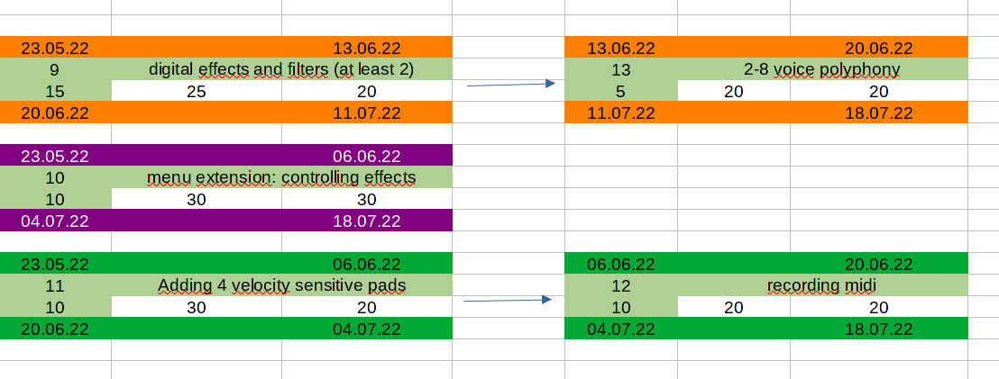 23.05.22 13.06.22
9 digital effects and filters (at least 2)
15 25 20
20.06.22 11.07.22
13.06.22 20.06.22
13 2-8 voice polyphony
5 20 20
11.07.22 18.07.22
23.05.22 06.06.22
10 menu extension: controlling effects
10 30 30
04.07.22 18.07.22
23.05.22 06.06.22
11 Adding 4 velocity sensitive pads
10 30 20
20.06.22 04.07.22
06.06.22 20.06.22
12 recording midi
10 20 20
04.07.22 18.07.22